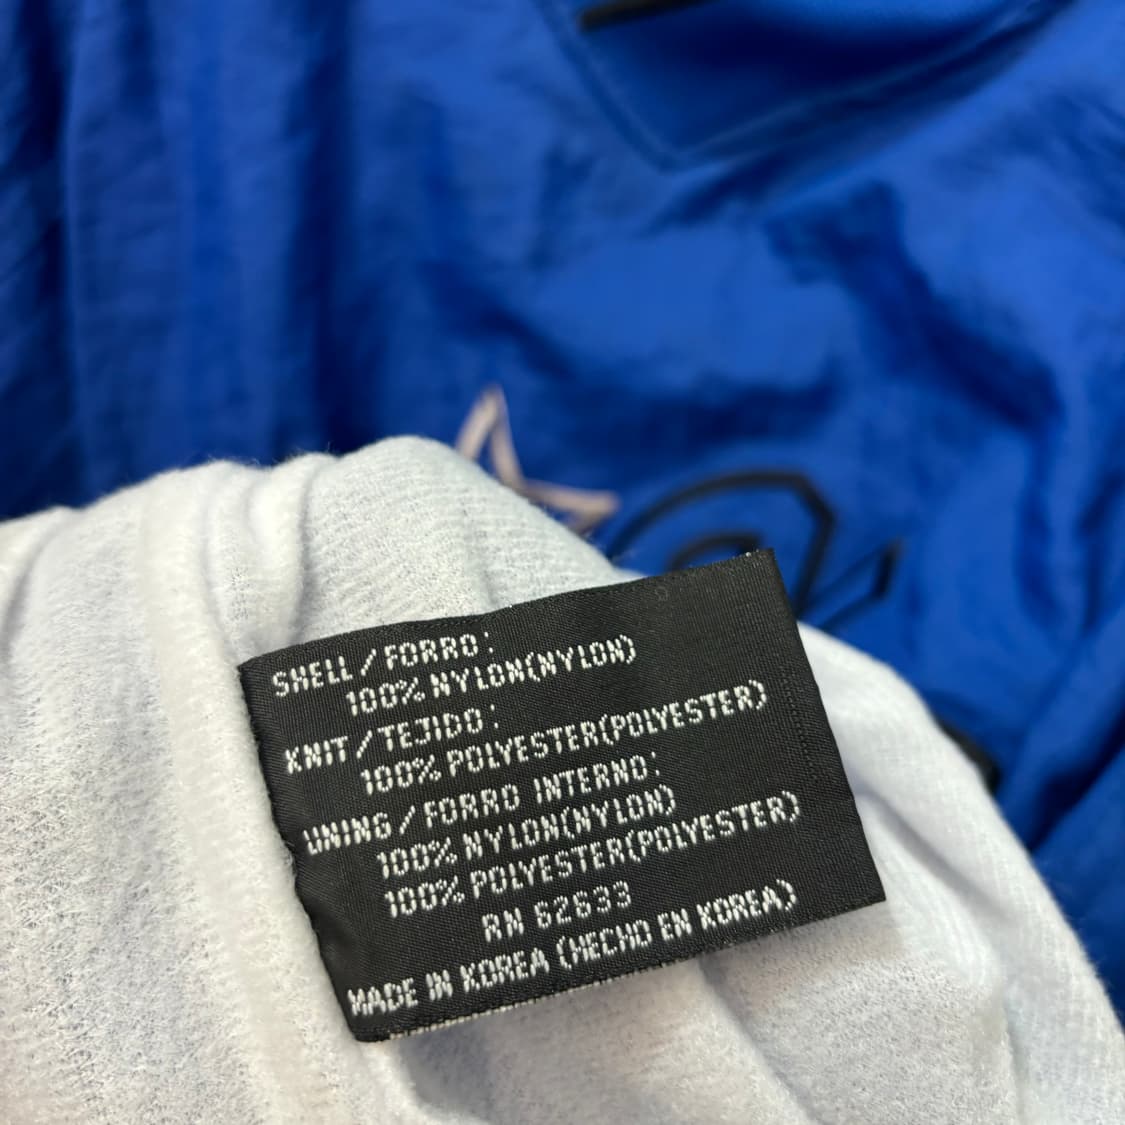 SHELL / FORRO:
100% NYLON(NYLON)
KNIT / TEJIDO:
100% POLYESTER(POLYESTER)
LINING / FORRO INTERNO:
100% NYLON(NYLON)
100% POLYESTER(POLYESTER)
RN 62633
MADE IN KOREA (HECHO EN KOREA)